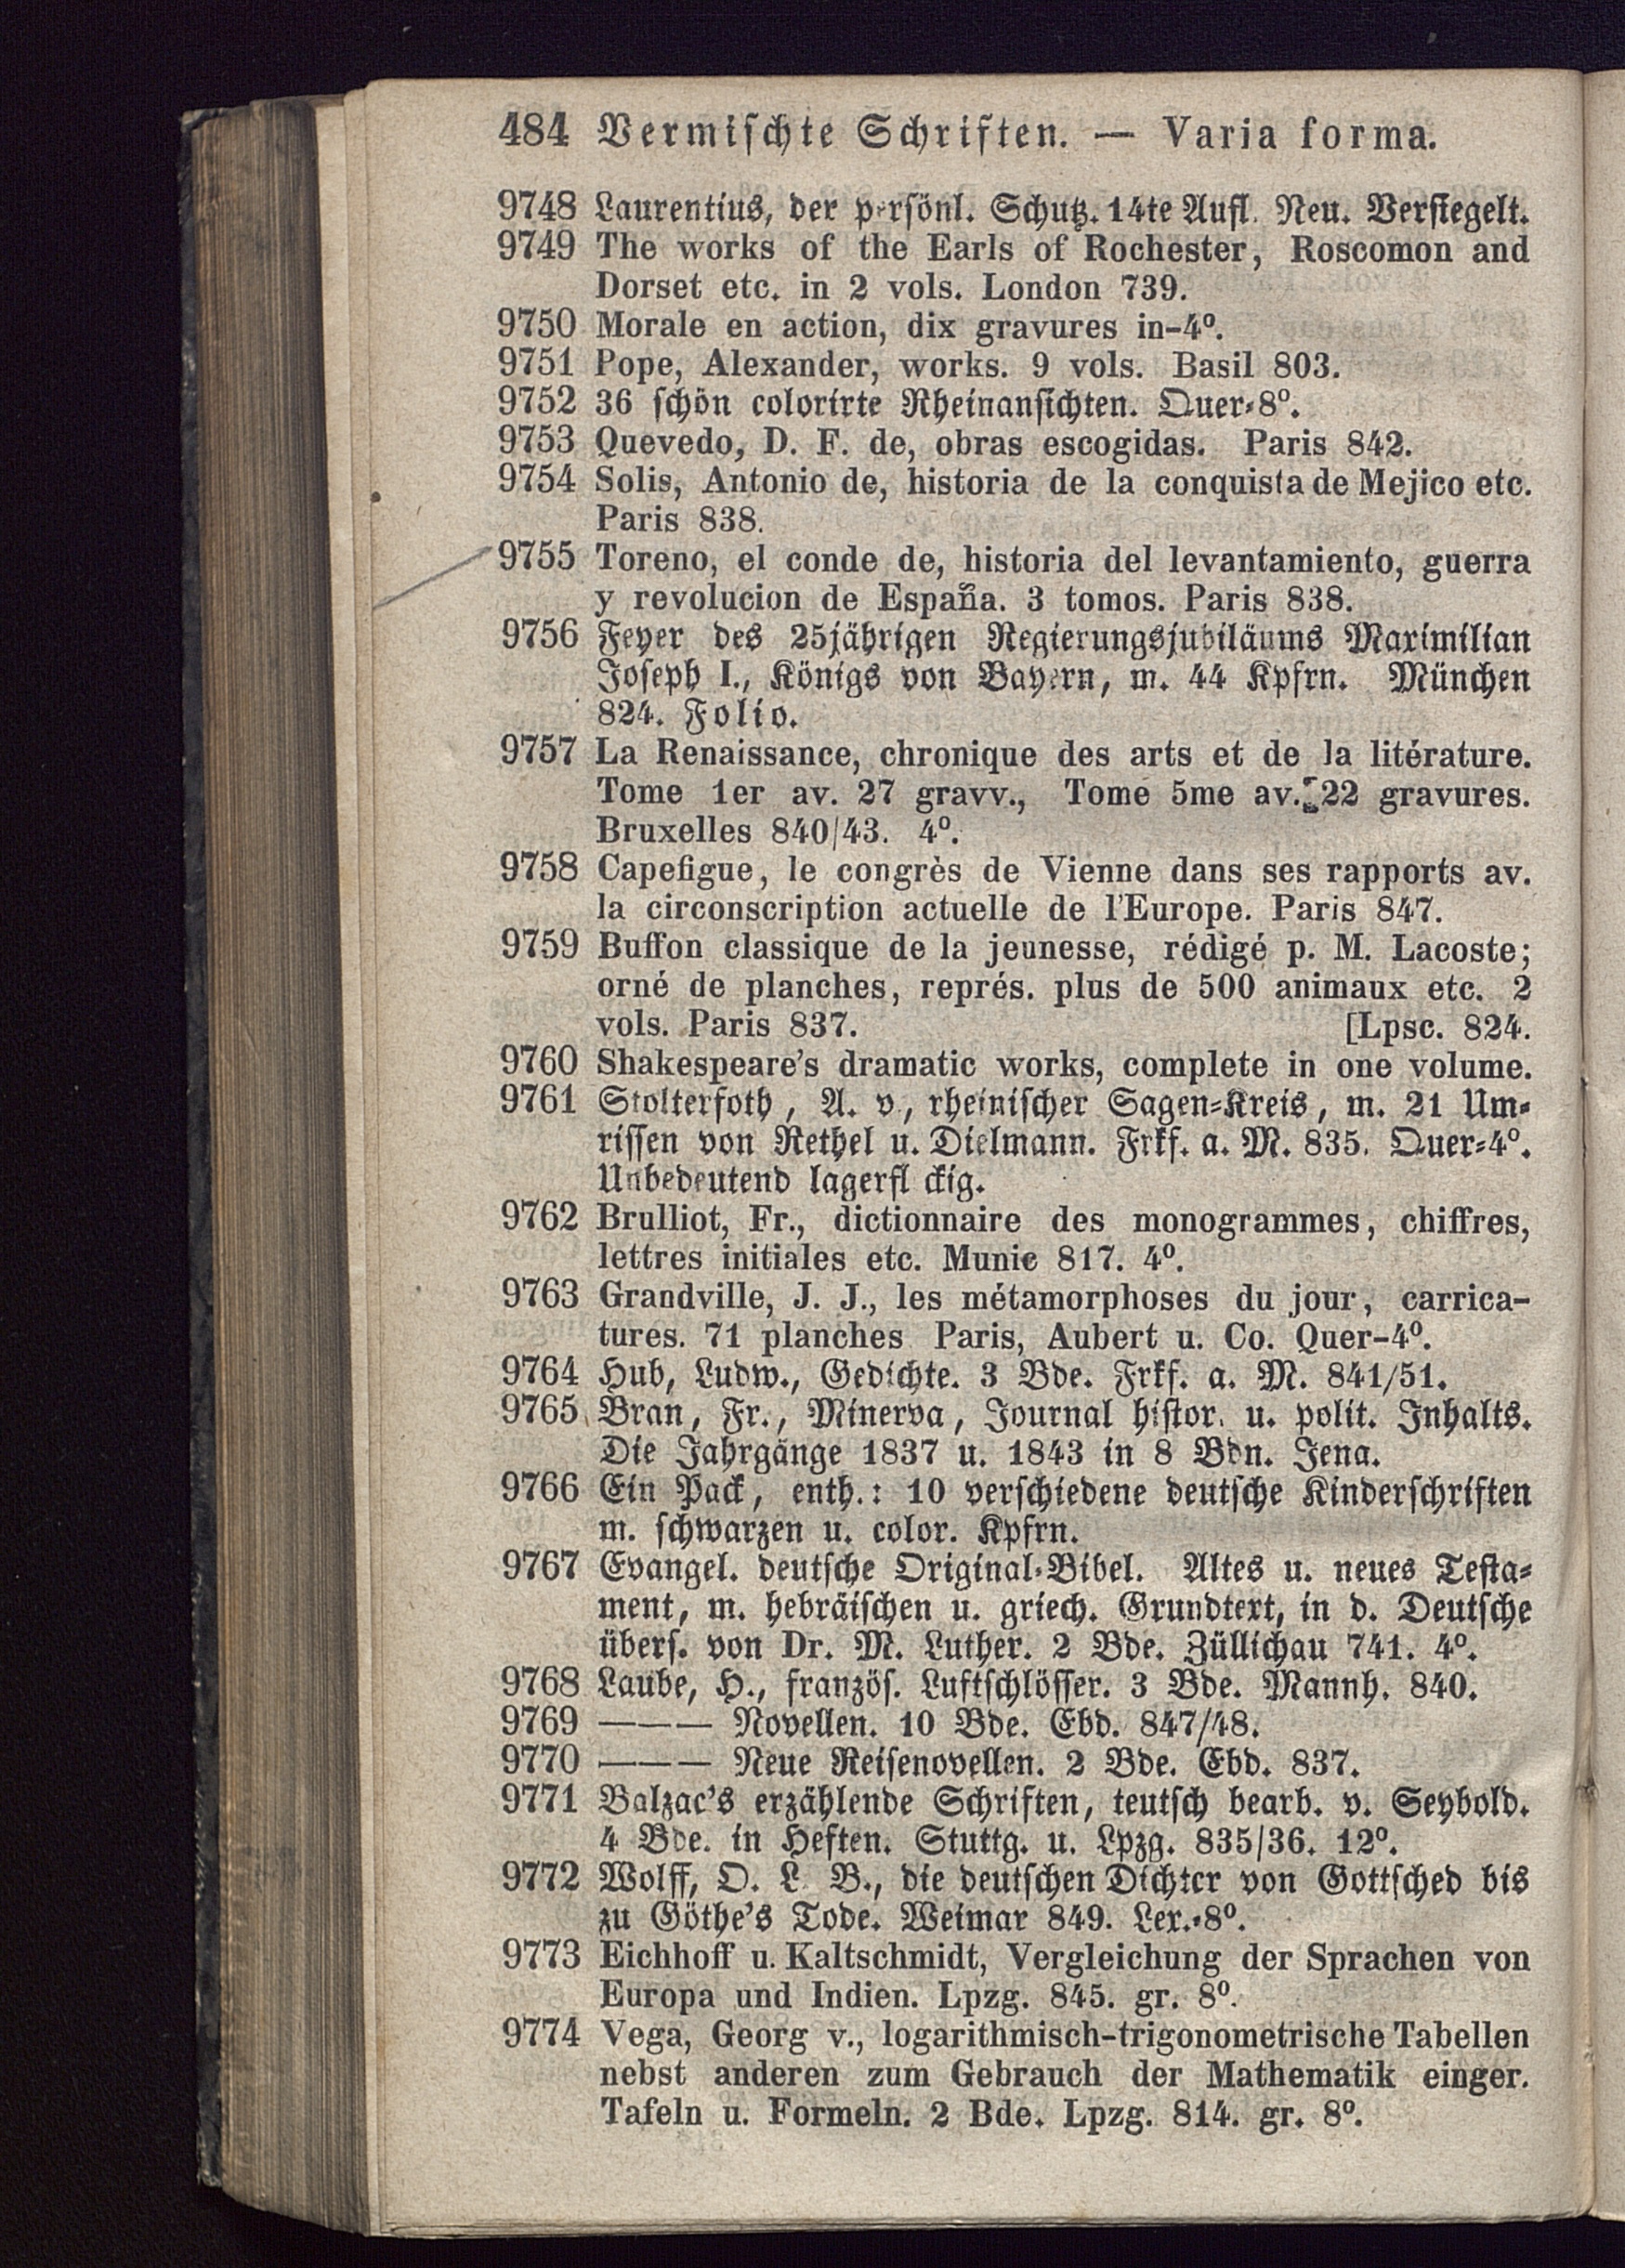 484 Vermischte Schriften. — Varia forma.
9748 Laurentius, der persönl. Schutz. 14te Aufl. Neu. Versiegelt.
9749 The works of the Earls of Rochester, Roscomon and
Dorset etc. in 2 vols. London 739.
9750 Morale en action, dix gravures in-4º.
9751 Pope, Alexander, works. 9 vols. Basil 803.
9752 36 schön colorirte Rheinansichten. Quer-8º.
9753 Quevedo, D. F. de, obras escogidas. Paris 842.
9754 Solis, Antonio de, historia de la conquista de Mejico etc.
Paris 838.
9755 Toreno, el conde de, historia del levantamiento, guerra
y revolucion de España. 3 tomos. Paris 838.
9756 Feyer des 25jährigen Regierungsjubiläums Maximilian
Joseph I., Königs von Bayern, m. 44 Kpfrn. München
824. Folio.
9757 La Renaissance, chronique des arts et de la litérature.
Tome 1er av. 27 gravv., Tome 5me av. 22 gravures.
Bruxelles 840/43. 4º.
9758 Capefigue, le congrès de Vienne dans ses rapports av.
la circonscription actuelle de l'Europe. Paris 847.
9759 Buffon classique de la jeunesse, rédigé p. M. Lacoste;
orné de planches, représ. plus de 500 animaux etc. 2
vols. Paris 837. [Lpsc. 824.
9760 Shakespeare's dramatic works, complete in one volume.
9761 Stolterfoth, A. v., rheinischer Sagen-Kreis, m. 21 Um-
rissen von Rethel u. Dielmann. Frkf. a. M. 835. Quer-4º.
Unbedeutend lagerfl ckig.
9762 Brulliot, Fr., dictionnaire des monogrammes, chiffres,
lettres initiales etc. Munic 817. 4º.
9763 Grandville, J. J., les métamorphoses du jour, carrica-
tures. 71 planches Paris, Aubert u. Co. Quer-4º.
9764 Hub, Ludw., Gedichte. 3 Bde. Frkf. a. M. 841/51.
9765 Bran, Fr., Minerva, Journal histor. u. polit. Inhalts.
Die Jahrgänge 1837 u. 1843 in 8 Bdn. Jena.
9766 Ein Pack, enth.: 10 verschiedene deutsche Kinderschriften
m. schwarzen u. color. Kpfrn.
9767 Evangel. deutsche Original-Bibel. Altes u. neues Testa-
ment, m. hebräischen u. griech. Grundtext, in d. Deutsche
übers. von Dr. M. Luther. 2 Bde. Züllichau 741. 4º.
9768 Laube, H., französ. Luftschlösser. 3 Bde. Mannh. 840.
9769 ——— Novellen. 10 Bde. Ebd. 847/48.
9770 ——— Neue Reisenovellen. 2 Bde. Ebd. 837.
9771 Balzac's erzählende Schriften, teutsch bearb. v. Seybold.
4 Bde. in Heften. Stuttg. u. Lpzg. 835/36. 12º.
9772 Wolff, O. L B., die deutschen Dichter von Gottsched bis
zu Göthe's Tode. Weimar 849. Lex.-8º.
9773 Eichhoff u. Kaltschmidt, Vergleichung der Sprachen von
Europa und Indien. Lpzg. 845. gr. 8º.
9774 Vega, Georg v., logarithmisch-trigonometrische Tabellen
nebst anderen zum Gebrauch der Mathematik einger.
Tafeln u. Formeln. 2 Bde. Lpzg. 814. gr. 8º.